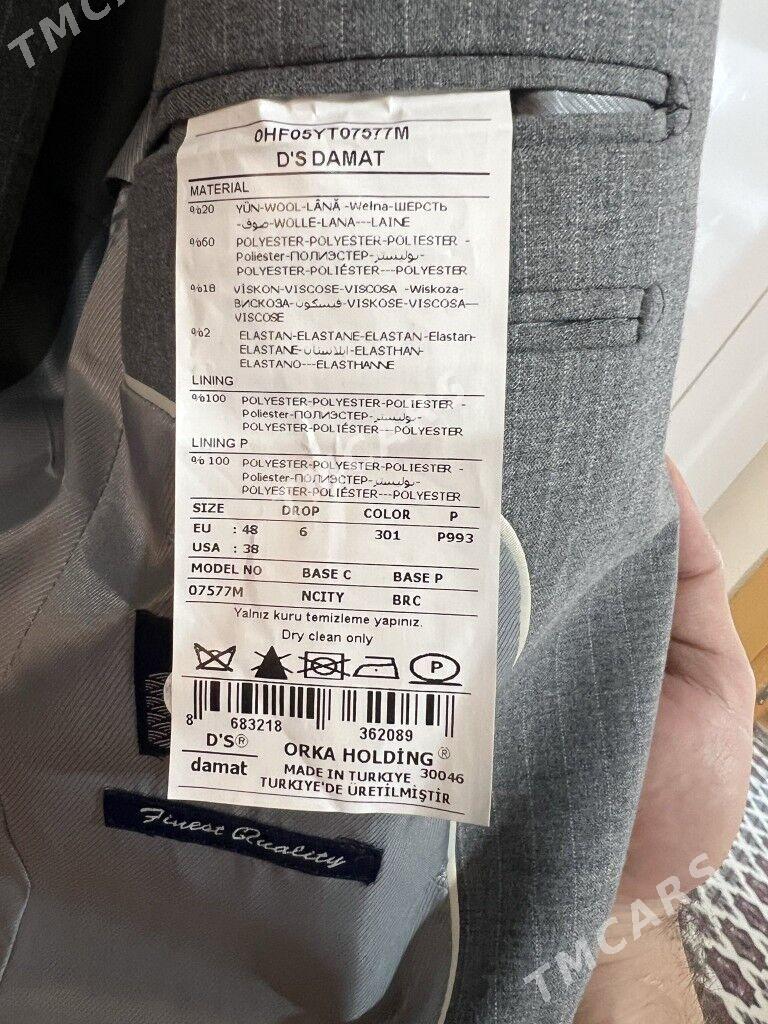 TMCARS
0HF05YT07577M
D'S DAMAT
MATERIAL
%20 YÜN-WOOL-LÂNĂ -Welna-ШЕРСТЬ
-صوف-WOLLE-LANA---LAINE
%60 POLYESTER-POLYESTER-POLIESTER -
Poliester-ПОЛИЭСТЕР-بوليستر-
POLYESTER-POLIÉSTER---POLYESTER
%18 VİSKON-VISCOSE-VISCOSA -Wiskoza-
ВИСКОЗА-فيسكون-VISKOSE-VISCOSA—
VISCOSE
%2 ELASTAN-ELASTANE-ELASTAN-Elastan-
ELASTANE-ايلاستان-ELASTHAN-
ELASTANO---ELASTHANNE
LINING
%100 POLYESTER-POLYESTER-POLIESTER -
Poliester-ПОЛИЭСТЕР-بوليستر-
POLYESTER-POLIÉSTER---POLYESTER
LINING P
% 100 POLYESTER-POLYESTER-POLIESTER -
Poliester-ПОЛИЭСТЕР-بوليستر-
POLYESTER-POLIÉSTER---POLYESTER
SIZE DROP COLOR P
EU : 48 6 301 P993
USA : 38
MODEL NO BASE C BASE P
07577M NCITY BRC
Yalnız kuru temizleme yapınız.
Dry clean only
P
8 683218 362089
D'S® ORKA HOLDİNG ®
damat MADE IN TURKIYE 30046
TURKIYE'DE ÜRETİLMİŞTİR
Finest Quality
TMCARS